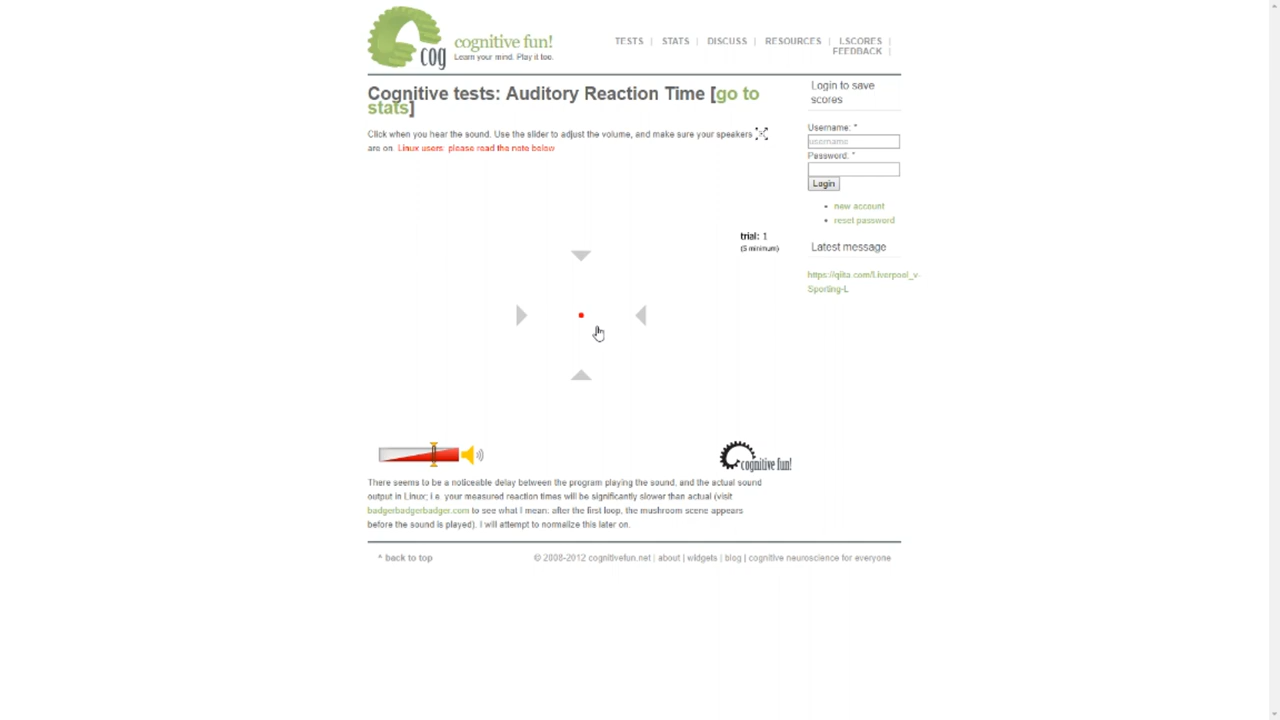 cog
cognitive fun!
Learn your mind. Play it too.
TESTS | STATS | DISCUSS | RESOURCES | LSCORES |
FEEDBACK |
Cognitive tests: Auditory Reaction Time [go to
stats]
Click when you hear the sound. Use the slider to adjust the volume, and make sure your speakers
are on. Linux users: please read the note below
trial: 1
(5 minimum)
cognitive fun!
There seems to be a noticeable delay between the program playing the sound, and the actual sound
output in Linux; i.e. your measured reaction times will be significantly slower than actual (visit
badgerbadgerbadger.com to see what I mean: after the first loop, the mushroom scene appears
before the sound is played). I will attempt to normalize this later on.
Login to save
scores
Username: *
username
Password: *
Login
• new account
• reset password
Latest message
https://qiita.com/Liverpool_v-
Sporting-L
^ back to top
© 2008-2012 cognitivefun.net | about | widgets | blog | cognitive neuroscience for everyone